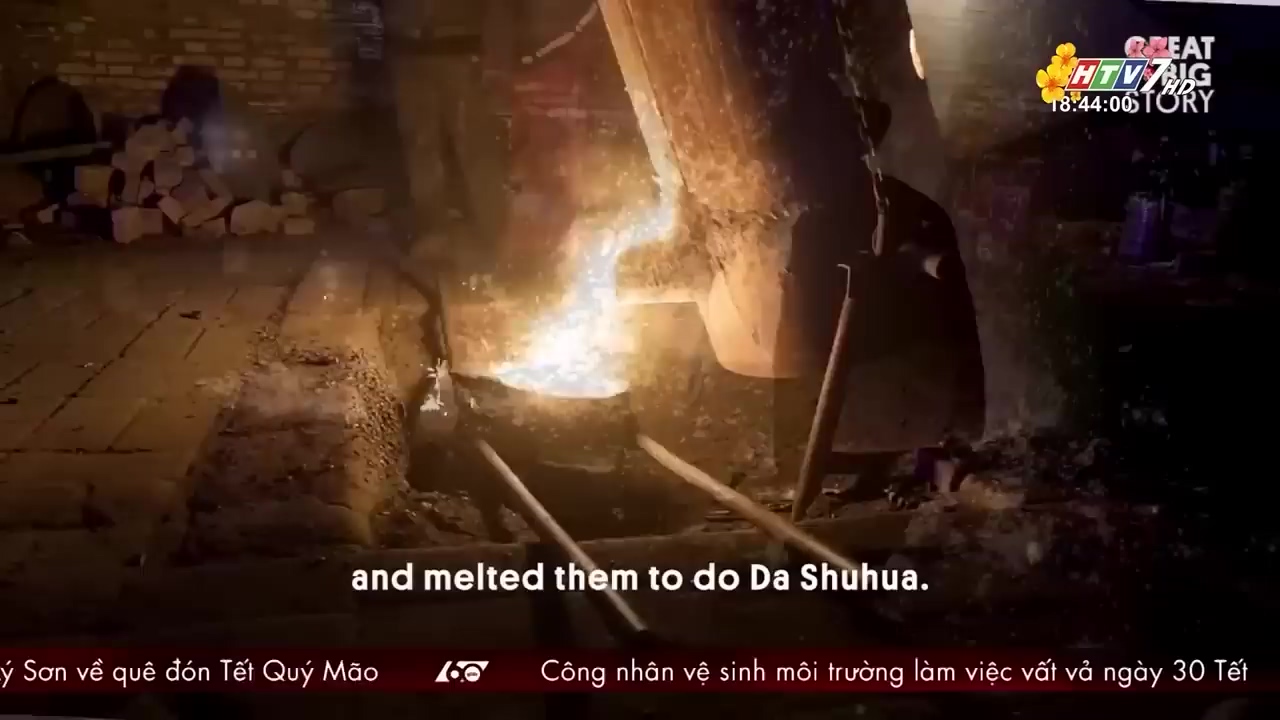 GREAT
BIG
STORY
HTV7
HD
18:44:00
and melted them to do Da Shuhua.
ý Sơn về quê đón Tết Quý Mão
Công nhân vệ sinh môi trường làm việc vất vả ngày 30 Tết